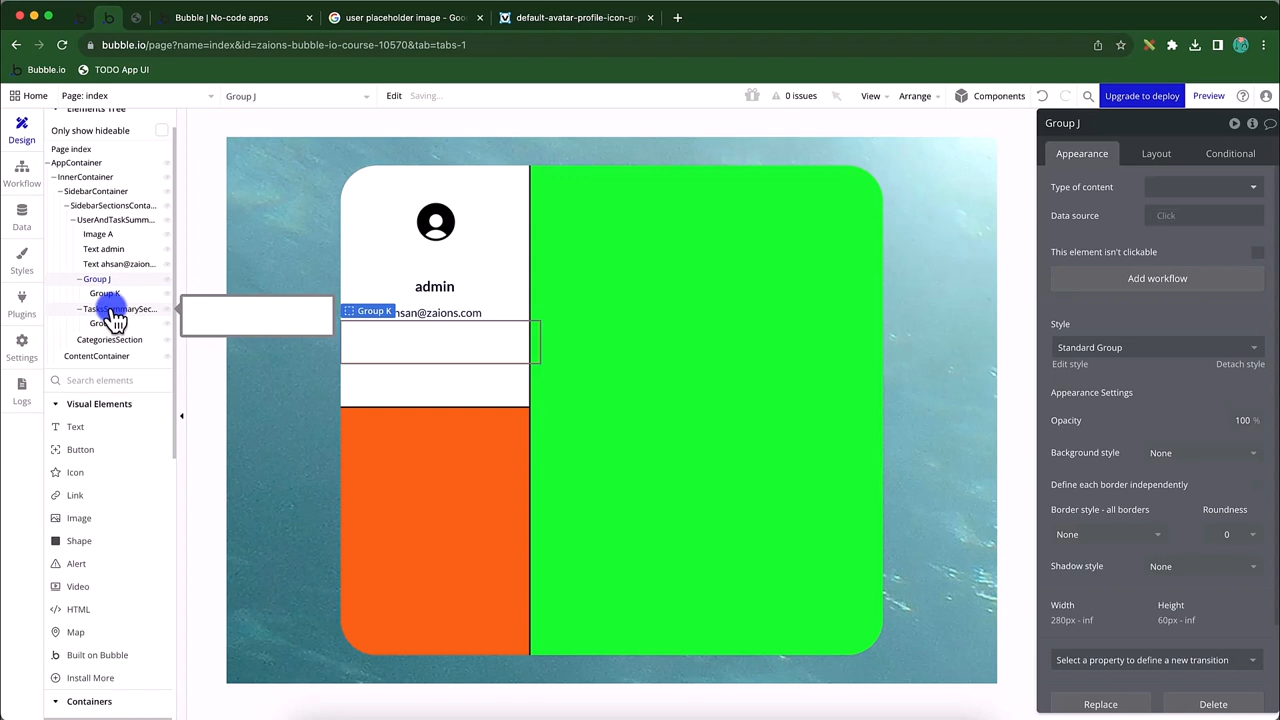 Bubble | No-code apps
user placeholder image - Goo
default-avatar-profile-icon-gr
bubble.io/page?name=index&id=zaions-bubble-io-course-10570&tab=tabs-1
Bubble.io
TODO App UI
Home
Page: index
Group J
Edit
Saving...
0 issues
View
Arrange
Components
Upgrade to deploy
Preview
Elements Tree
Only show hideable
Page index
AppContainer
InnerContainer
SidebarContainer
SidebarSectionsConta...
UserAndTaskSumm...
Image A
Text admin
Text ahsan@zaion...
Group J
Group K
TasksSummarySec...
CategoriesSection
ContentContainer
Search elements
Visual Elements
Text
Button
Icon
Link
Image
Shape
Alert
Video
HTML
Map
Built on Bubble
Install More
Containers
Design
Workflow
Data
Styles
Plugins
Settings
Logs
admin
Group K
hsan@zaions.com
Group J
Appearance
Layout
Conditional
Type of content
Data source
Click
This element isn't clickable
Add workflow
Style
Standard Group
Edit style
Detach style
Appearance Settings
Opacity
100 %
Background style
None
Define each border independently
Border style - all borders
Roundness
None
0
Shadow style
None
Width
Height
280px - inf
60px - inf
Select a property to define a new transition
Replace
Delete